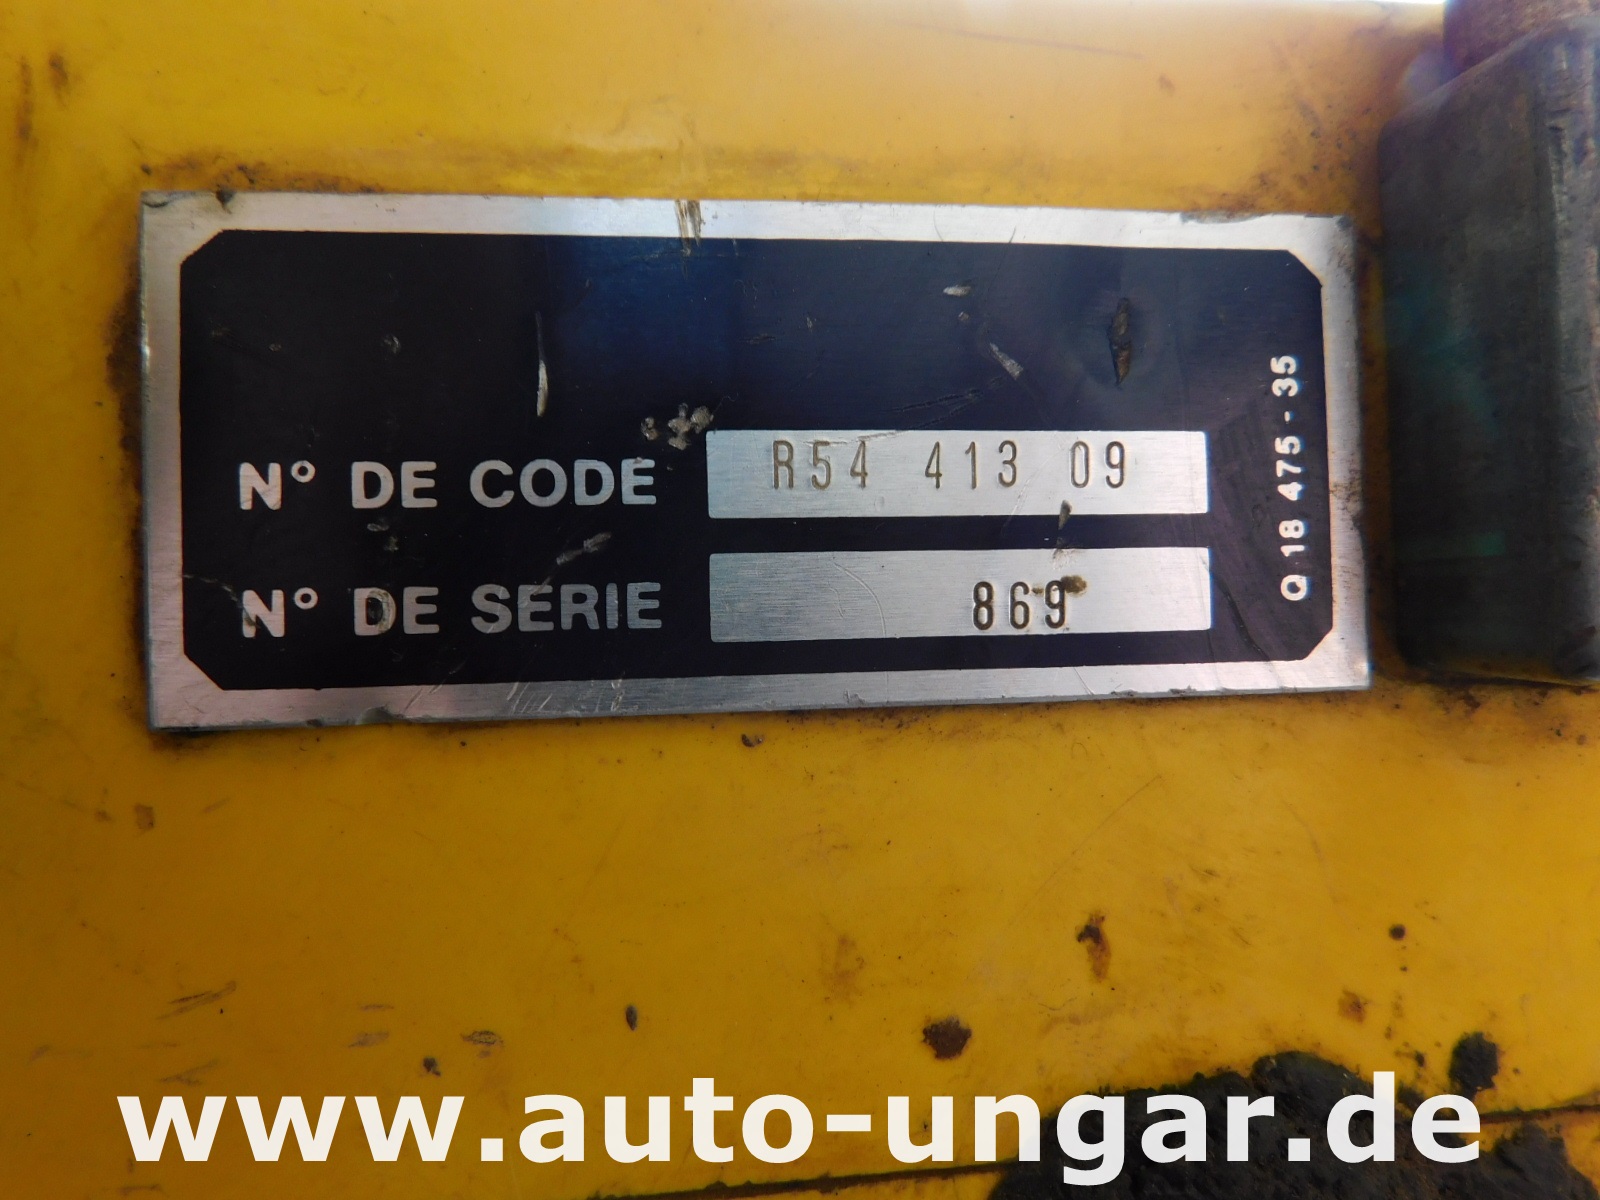 N° DE CODE R54 413 09
N° DE SERIE 869
Q 18 475-35
www.auto-ungar.de